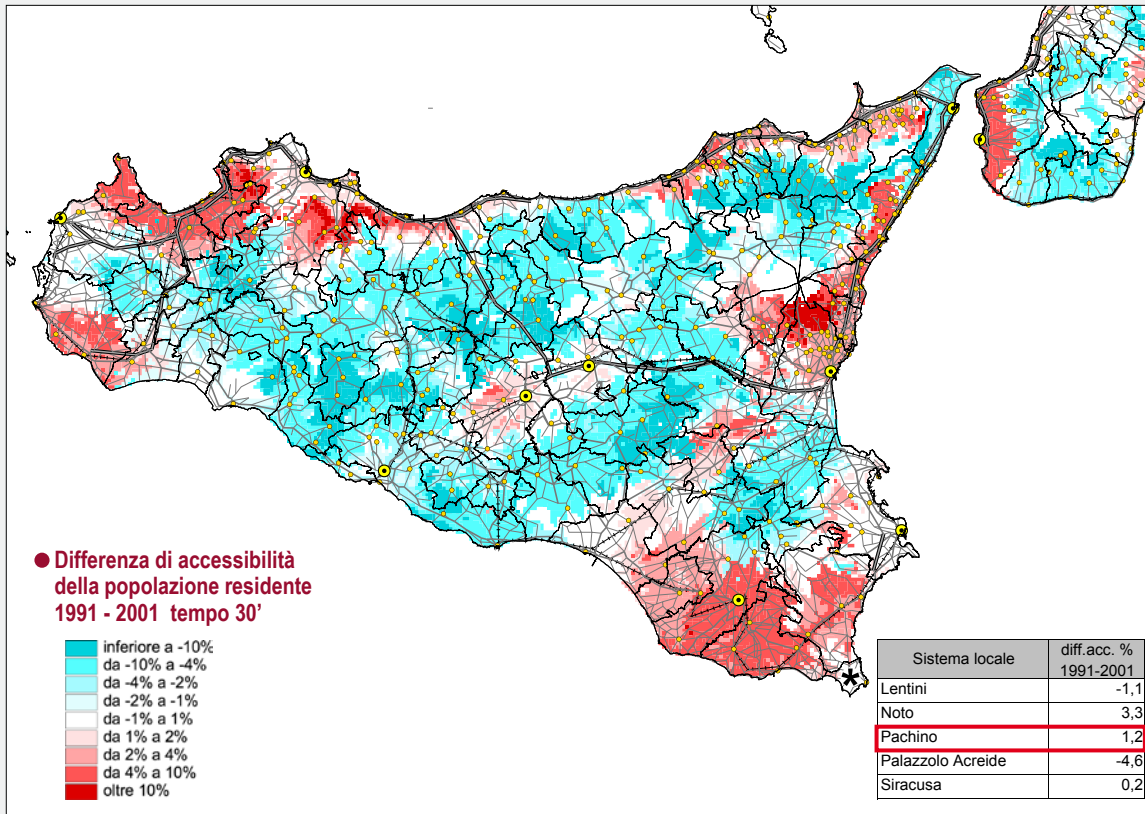 ● Differenza di accessibilità
della popolazione residente
1991 - 2001 tempo 30'
inferiore a -10%
da -10% a -4%
da -4% a -2%
da -2% a -1%
da -1% a 1%
da 1% a 2%
da 2% a 4%
da 4% a 10%
oltre 10%
*
Sistema locale diff.acc. %
1991-2001
Lentini -1,1
Noto 3,3
Pachino 1,2
Palazzolo Acreide -4,6
Siracusa 0,2